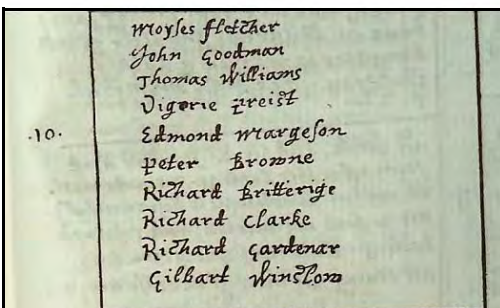 moyses fletcher
John Goodman
Thomas Williams
Digerie preist
.10. Edmond margeson
peter Browne
Richard Britterige
Richard Clarke
Richard Gardenar
Gilbart Winslow